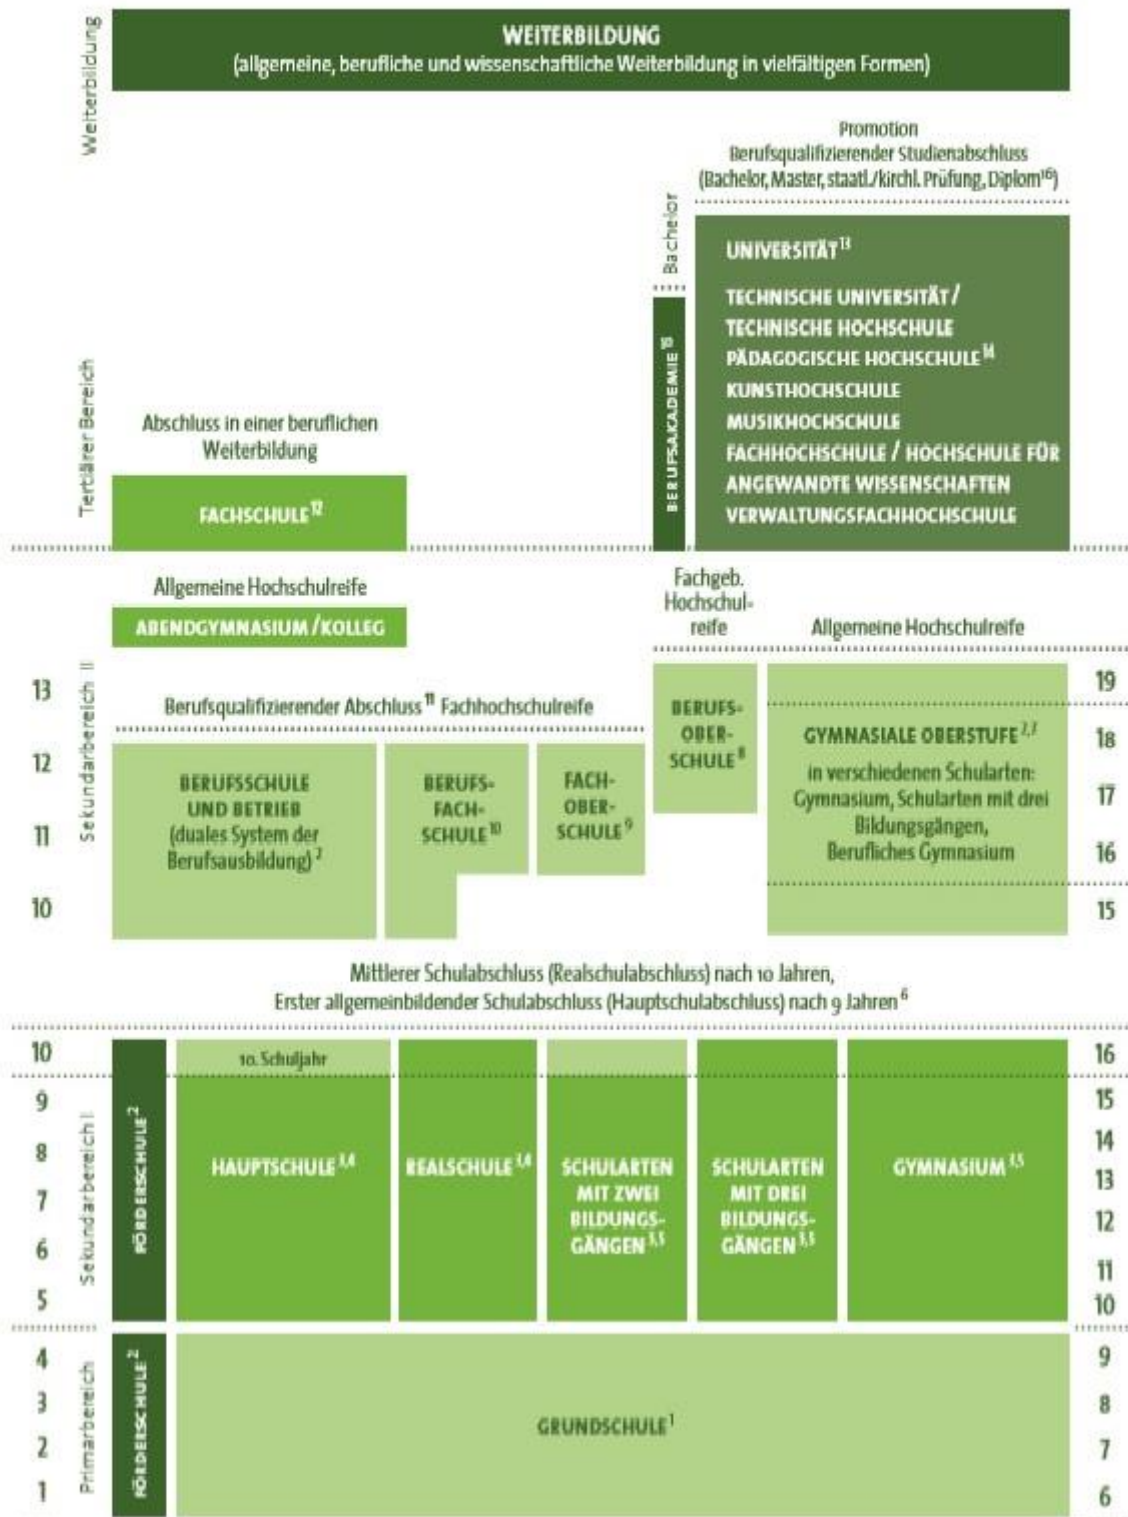 Weiterbildung
WEITERBILDUNG
(allgemeine, berufliche und wissenschaftliche Weiterbildung in vielfältigen Formen)
Promotion
Berufsqualifizierender Studienabschluss
(Bachelor, Master, staatl./kirchl. Prüfung, Diplom¹⁶)
Tertiärer Bereich
Abschluss in einer beruflichen
Weiterbildung
FACHSCHULE¹²
Bachelor
BERUFSAKADEMIE¹⁵
UNIVERSITÄT¹³
TECHNISCHE UNIVERSITÄT /
TECHNISCHE HOCHSCHULE
PÄDAGOGISCHE HOCHSCHULE¹⁴
KUNSTHOCHSCHULE
MUSIKHOCHSCHULE
FACHHOCHSCHULE / HOCHSCHULE FÜR
ANGEWANDTE WISSENSCHAFTEN
VERWALTUNGSFACHHOCHSCHULE
Allgemeine Hochschulreife
ABENDGYMNASIUM/KOLLEG
Fachgeb.
Hochschul-
reife
Allgemeine Hochschulreife
Sekundarbereich II
13
12
11
10
Berufsqualifizierender Abschluss¹¹ Fachhochschulreife
BERUFSSCHULE
UND BETRIEB
(duales System der
Berufsausbildung)²
BERUFS-
FACH-
SCHULE¹⁰
FACH-
OBER-
SCHULE⁹
BERUFS-
OBER-
SCHULE⁸
GYMNASIALE OBERSTUFE²,⁷
in verschiedenen Schularten:
Gymnasium, Schularten mit drei
Bildungsgängen,
Berufliches Gymnasium
19
18
17
16
15
Mittlerer Schulabschluss (Realschulabschluss) nach 10 Jahren,
Erster allgemeinbildender Schulabschluss (Hauptschulabschluss) nach 9 Jahren⁶
Sekundarbereich I
10
9
8
7
6
5
FÖRDERSCHULE²
10. Schuljahr
HAUPTSCHULE³,⁴
REALSCHULE³,⁴
SCHULARTEN
MIT ZWEI
BILDUNGS-
GÄNGEN³,⁵
SCHULARTEN
MIT DREI
BILDUNGS-
GÄNGEN³,⁵
GYMNASIUM³,⁵
16
15
14
13
12
11
10
Primarbereich
4
3
2
1
FÖRDERSCHULE²
GRUNDSCHULE¹
9
8
7
6